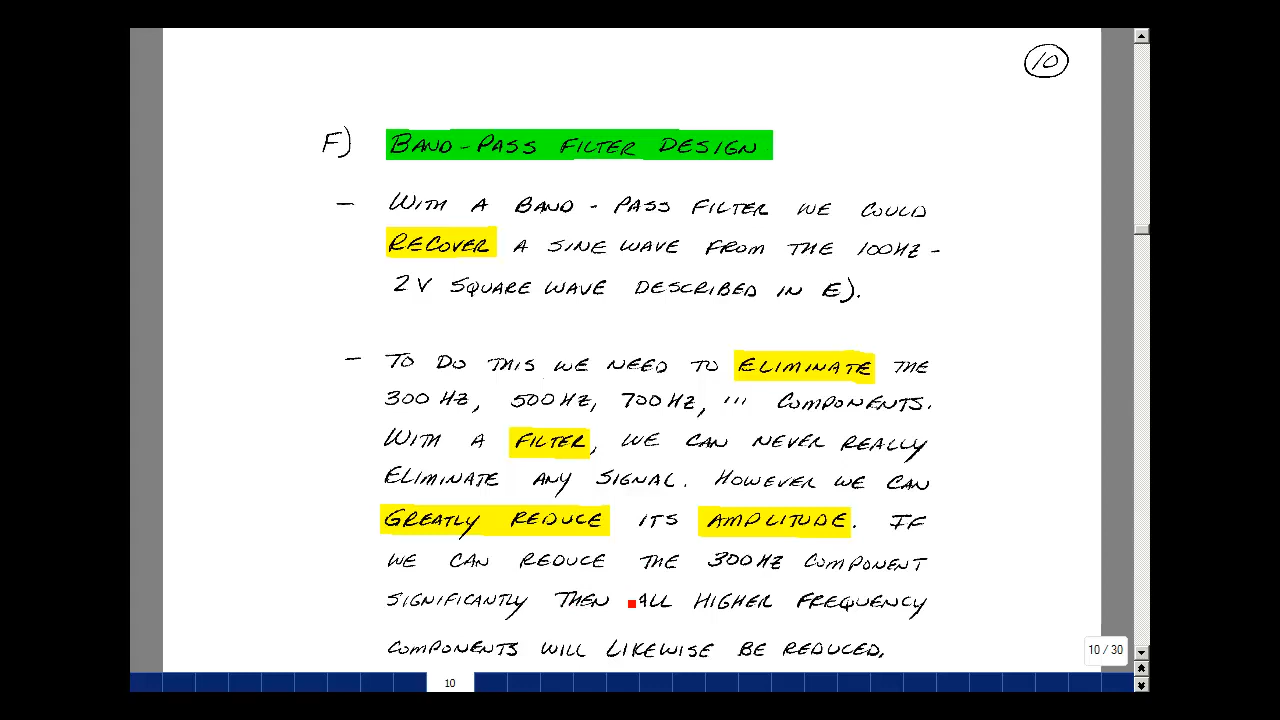 10
F) BAND-PASS FILTER DESIGN
- WITH A BAND-PASS FILTER WE COULD
RECOVER A SINE WAVE FROM THE 100HZ-
2V SQUARE WAVE DESCRIBED IN E).
- TO DO THIS WE NEED TO ELIMINATE THE
300 HZ, 500 HZ, 700 HZ, ... COMPONENTS.
WITH A FILTER, WE CAN NEVER REALLY
ELIMINATE ANY SIGNAL. HOWEVER WE CAN
GREATLY REDUCE ITS AMPLITUDE. IF
WE CAN REDUCE THE 300HZ COMPONENT
SIGNIFICANTLY THEN ALL HIGHER FREQUENCY
COMPONENTS WILL LIKEWISE BE REDUCED.
10 / 30
10